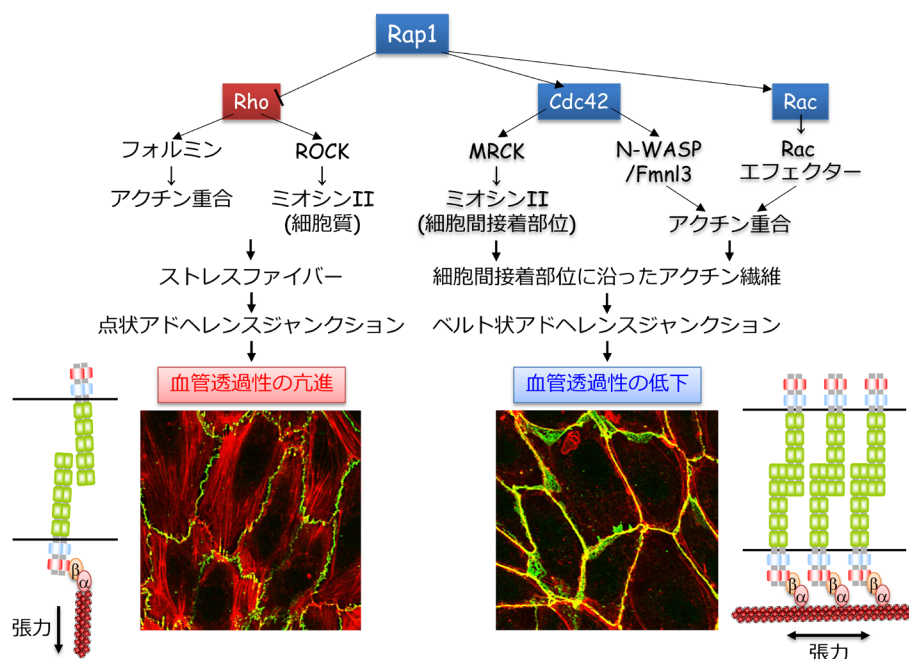 Rap1
Rho
Cdc42
Rac
フォルミン
ROCK
MRCK
N-WASP
/Fmnl3
Rac
エフェクター
アクチン重合
ミオシンII
(細胞質)
ミオシンII
(細胞間接着部位)
アクチン重合
ストレスファイバー
細胞間接着部位に沿ったアクチン繊維
点状アドヘレンスジャンクション
ベルト状アドヘレンスジャンクション
血管透過性の亢進
血管透過性の低下
β
α
張力
β
α
β
α
β
α
張力